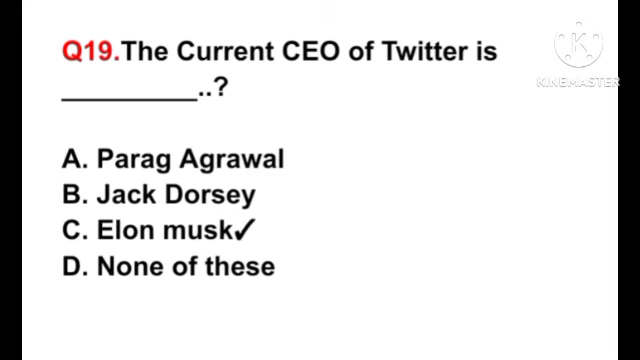 Q19.The Current CEO of Twitter is
_________..?
A. Parag Agrawal
B. Jack Dorsey
C. Elon musk✓
D. None of these
K
KINEMASTER